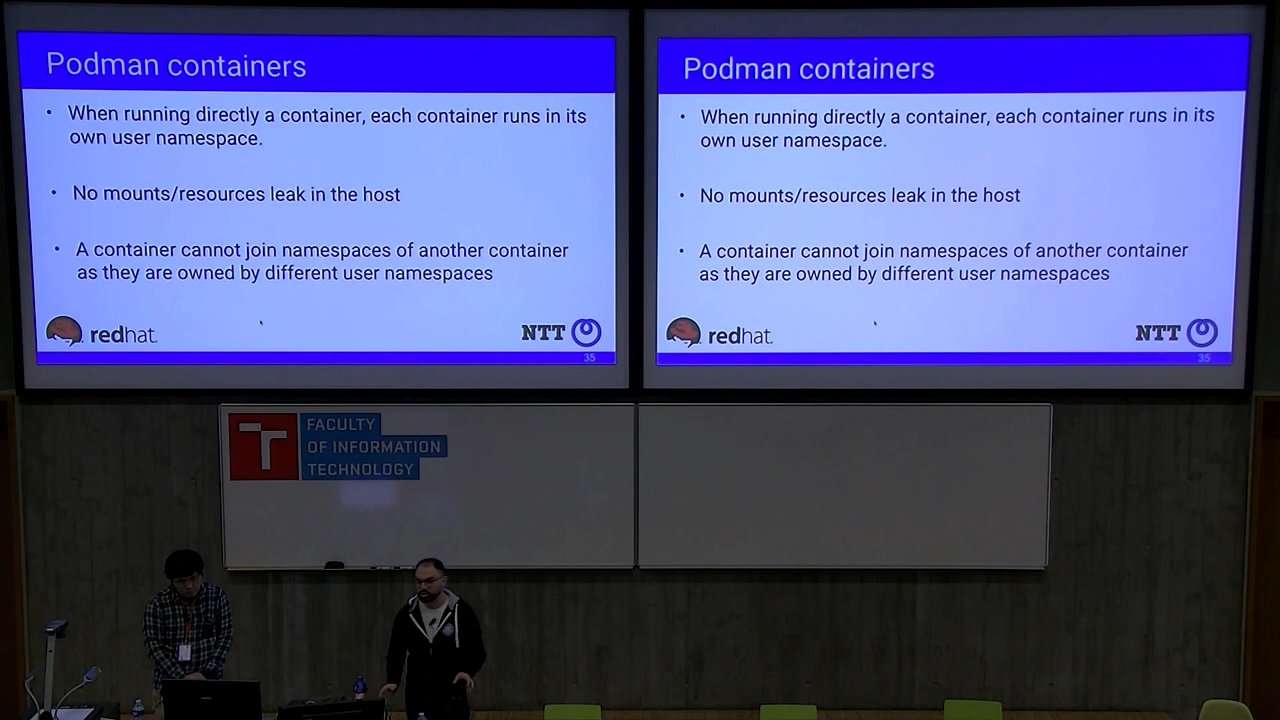 Podman containers
• When running directly a container, each container runs in its
own user namespace.
• No mounts/resources leak in the host
• A container cannot join namespaces of another container
as they are owned by different user namespaces
redhat.
NTT
35
Podman containers
• When running directly a container, each container runs in its
own user namespace.
• No mounts/resources leak in the host
• A container cannot join namespaces of another container
as they are owned by different user namespaces
redhat.
NTT
35
FACULTY
OF INFORMATION
TECHNOLOGY